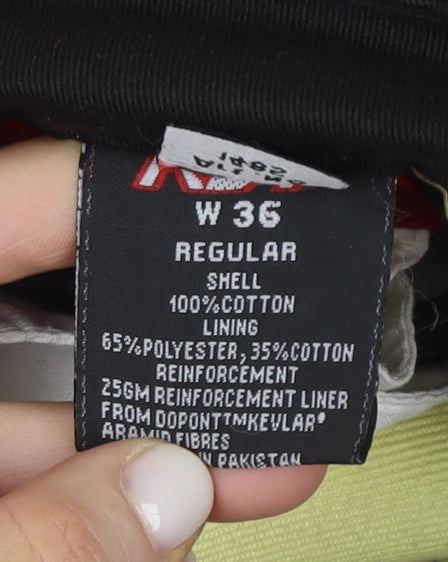 W 36
REGULAR
SHELL
100%COTTON
LINING
65%POLYESTER,35%COTTON
REINFORCEMENT
25GM REINFORCEMENT LINER
FROM DOPONT™KEVLAR®
ARAMID FIBRES
IN PAKISTAN